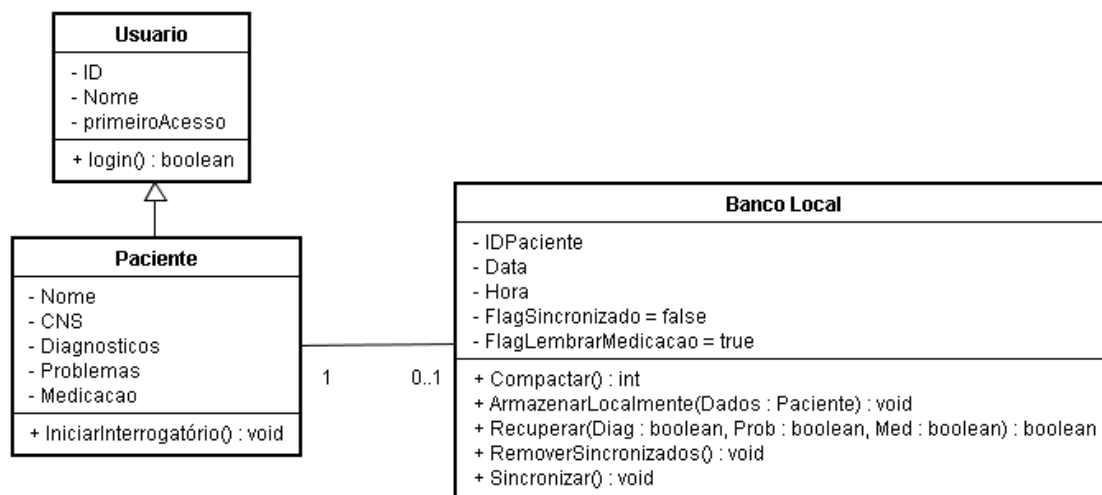 Usuario
- ID
- Nome
- primeiroAcesso
+ login() : boolean
Paciente
- Nome
- CNS
- Diagnosticos
- Problemas
- Medicacao
+ IniciarInterrogatório() : void
1
0..1
Banco Local
- IDPaciente
- Data
- Hora
- FlagSincronizado = false
- FlagLembrarMedicacao = true
+ Compactar() : int
+ ArmazenarLocalmente(Dados : Paciente) : void
+ Recuperar(Diag : boolean, Prob : boolean, Med : boolean) : boolean
+ RemoverSincronizados() : void
+ Sincronizar() : void